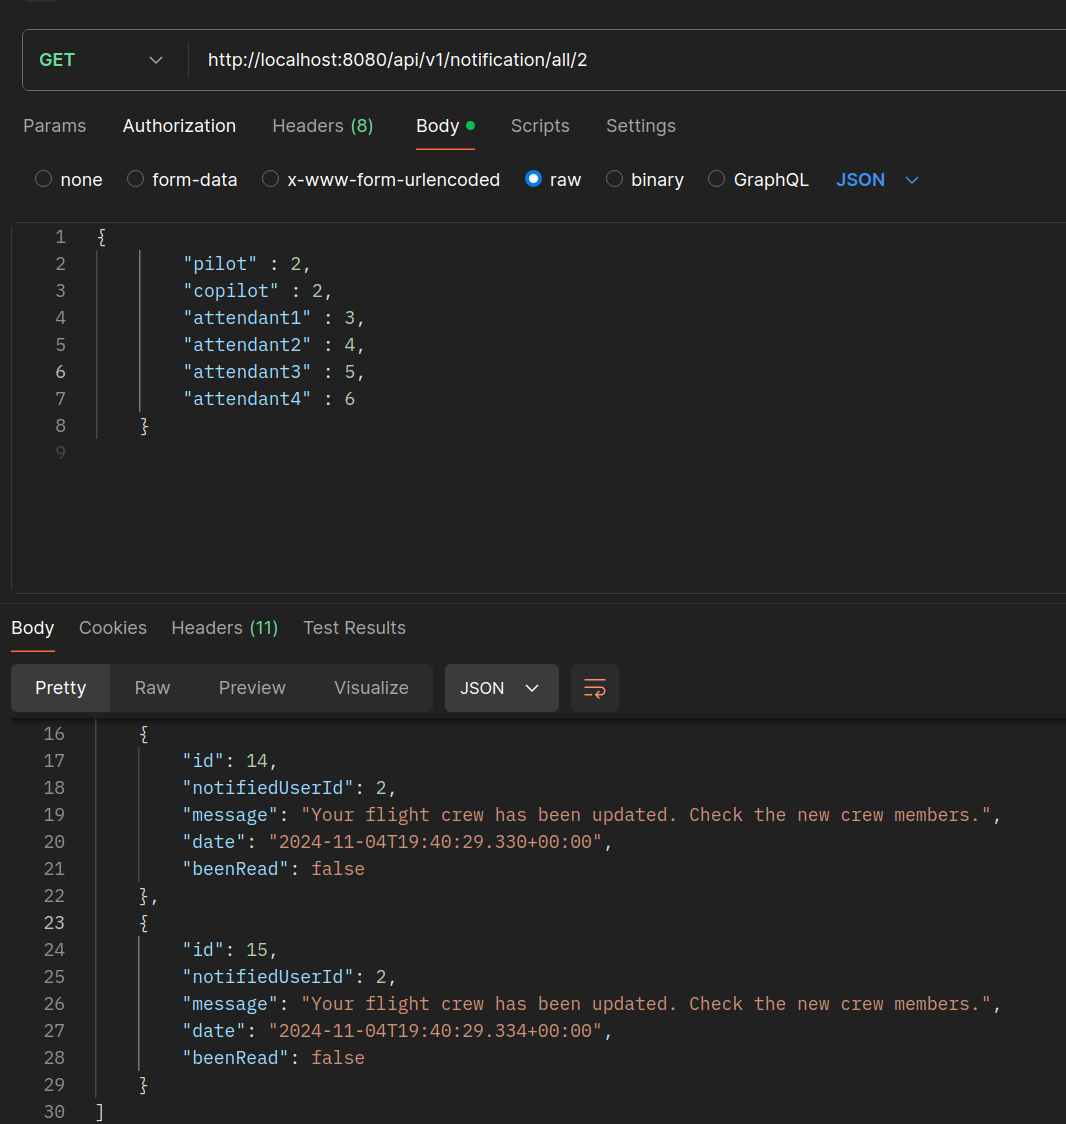 GET http://localhost:8080/api/v1/notification/all/2
Params Authorization Headers (8) Body Scripts Settings
none form-data x-www-form-urlencoded raw binary GraphQL JSON
1 {
2 "pilot" : 2,
3 "copilot" : 2,
4 "attendant1" : 3,
5 "attendant2" : 4,
6 "attendant3" : 5,
7 "attendant4" : 6
8 }
9
Body Cookies Headers (11) Test Results
Pretty Raw Preview Visualize JSON
16 {
17 "id": 14,
18 "notifiedUserId": 2,
19 "message": "Your flight crew has been updated. Check the new crew members.",
20 "date": "2024-11-04T19:40:29.330+00:00",
21 "beenRead": false
22 },
23 {
24 "id": 15,
25 "notifiedUserId": 2,
26 "message": "Your flight crew has been updated. Check the new crew members.",
27 "date": "2024-11-04T19:40:29.334+00:00",
28 "beenRead": false
29 }
30 ]